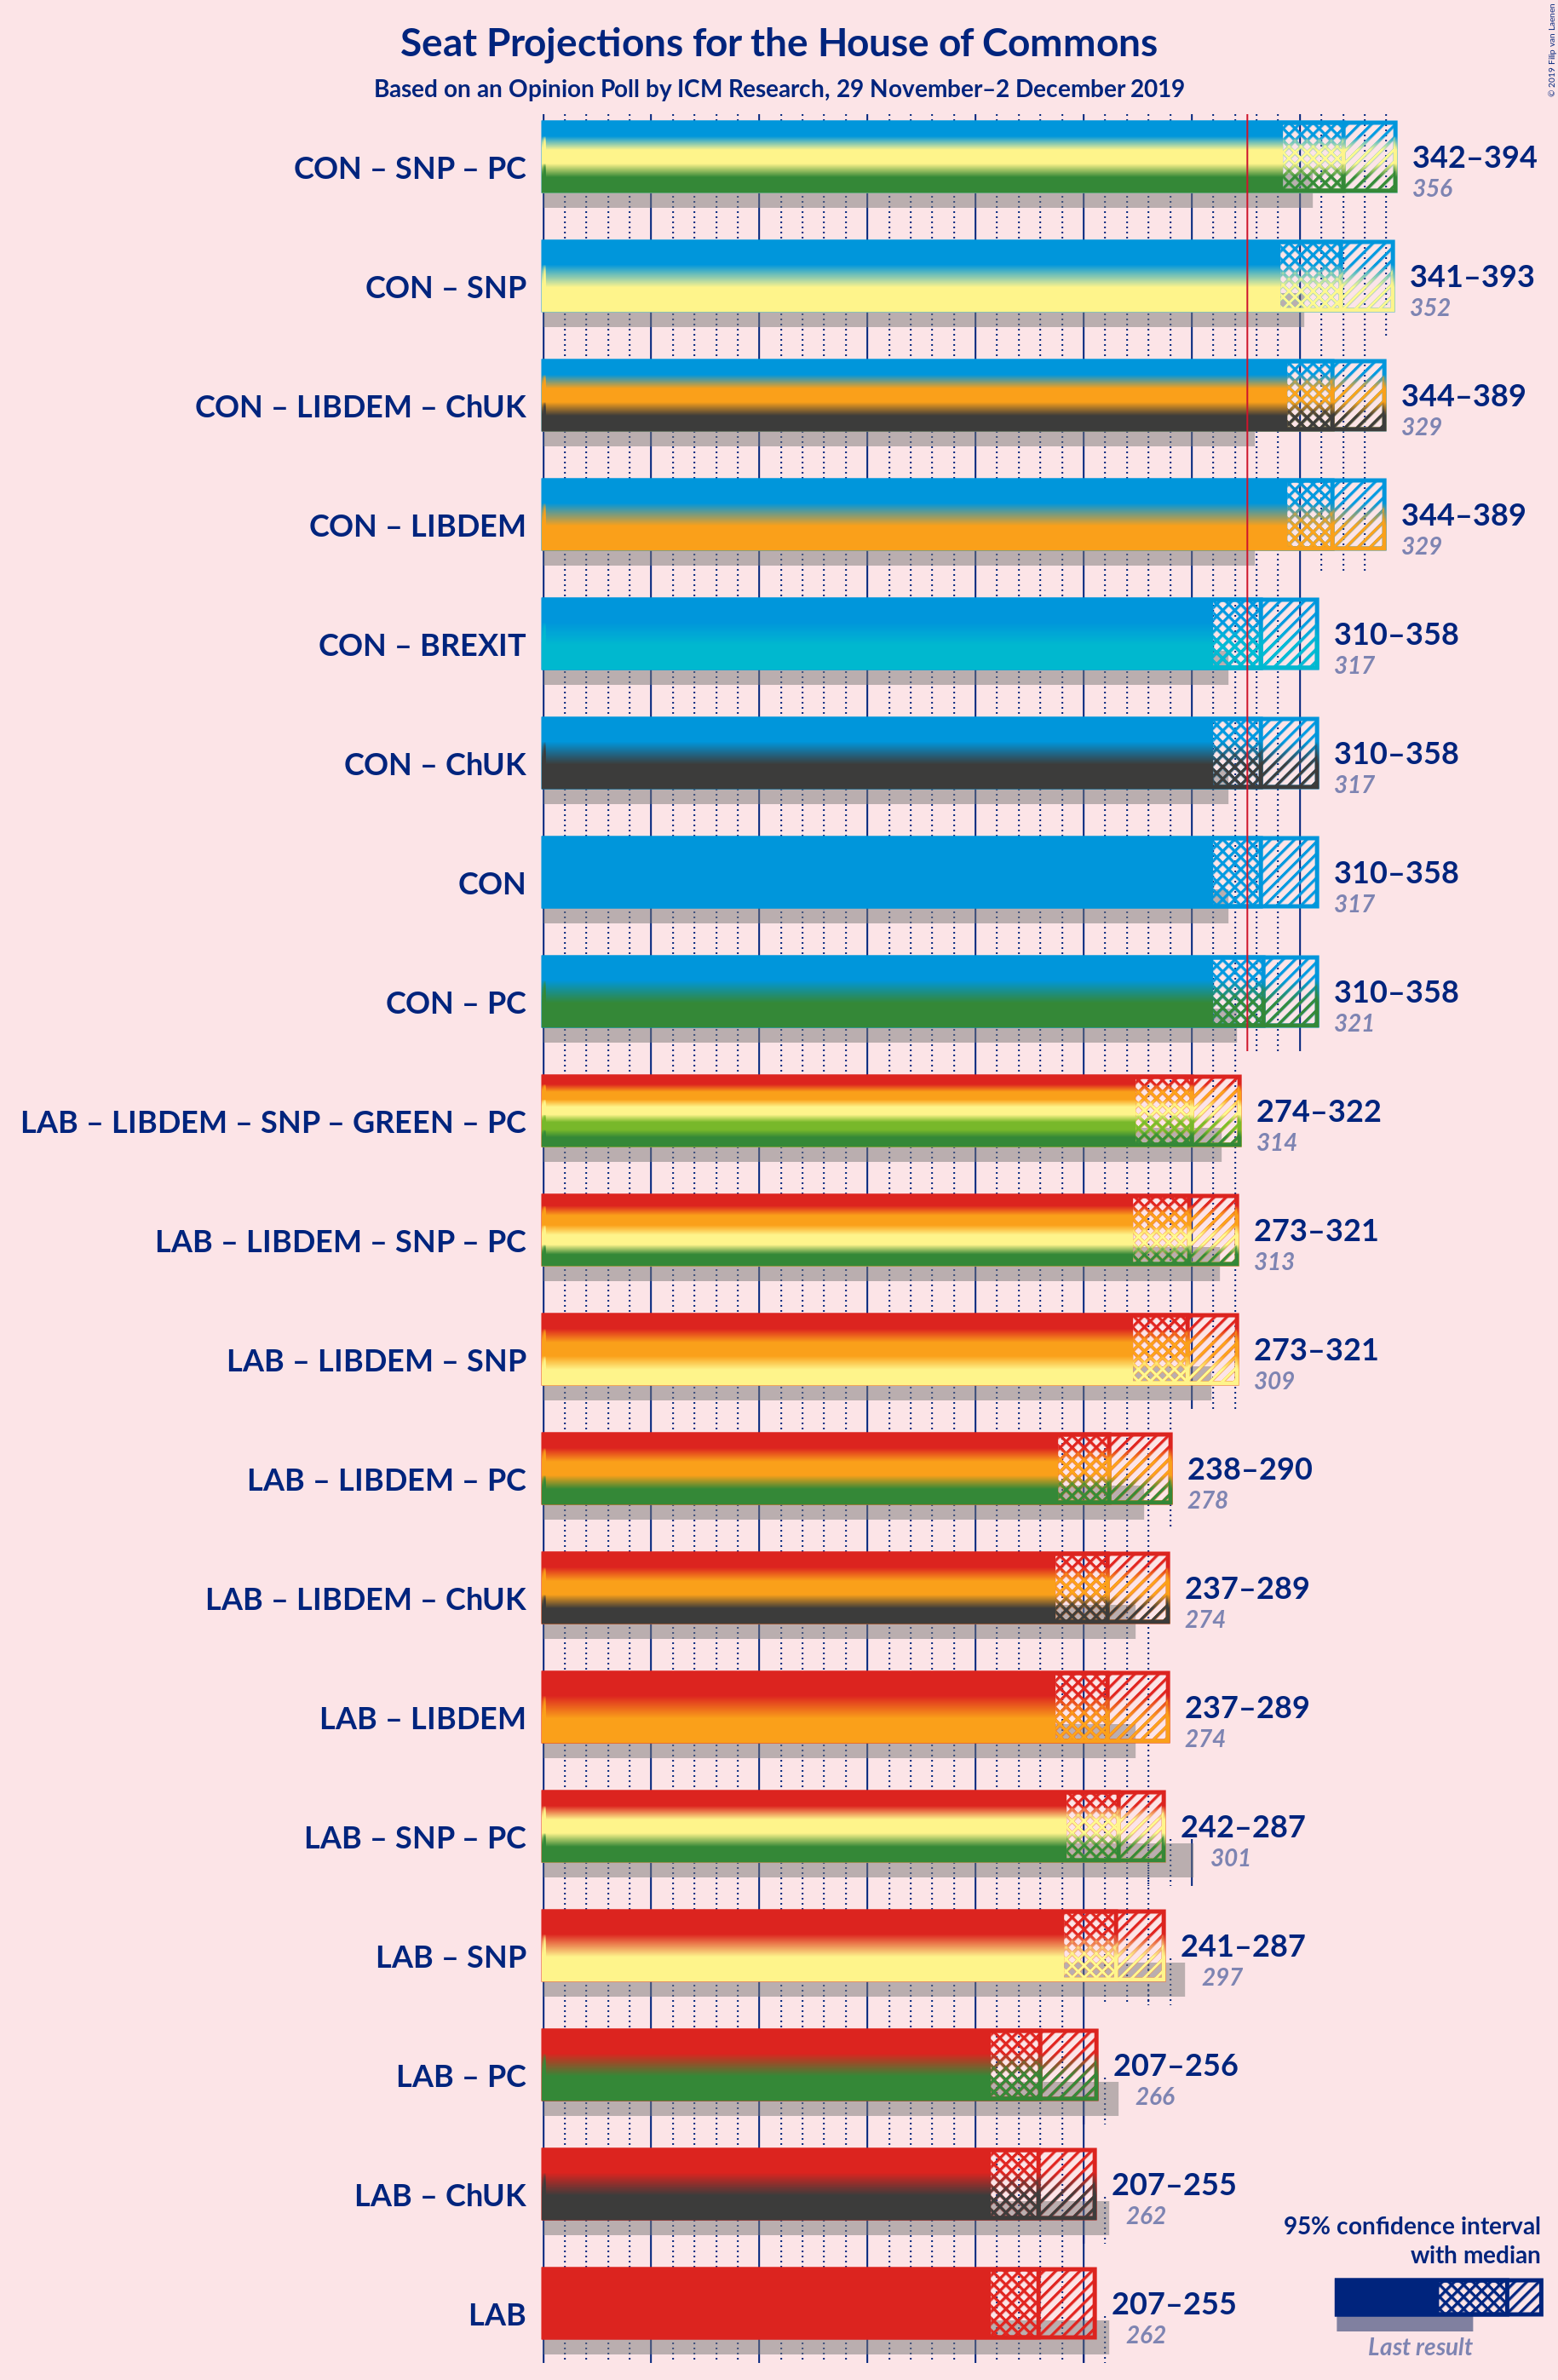 Seat Projections for the House of Commons
Based on an Opinion Poll by ICM Research, 29 November–2 December 2019
© 2019 Filip van Laenen
CON – SNP – PC
342–394
356
CON – SNP
341–393
352
CON – LIBDEM – ChUK
344–389
329
CON – LIBDEM
344–389
329
CON – BREXIT
310–358
317
CON – ChUK
310–358
317
CON
310–358
317
CON – PC
310–358
321
LAB – LIBDEM – SNP – GREEN – PC
274–322
314
LAB – LIBDEM – SNP – PC
273–321
313
LAB – LIBDEM – SNP
273–321
309
LAB – LIBDEM – PC
238–290
278
LAB – LIBDEM – ChUK
237–289
274
LAB – LIBDEM
237–289
274
LAB – SNP – PC
242–287
301
LAB – SNP
241–287
297
LAB – PC
207–256
266
LAB – ChUK
207–255
262
LAB
207–255
262
95% confidence interval
with median
Last result